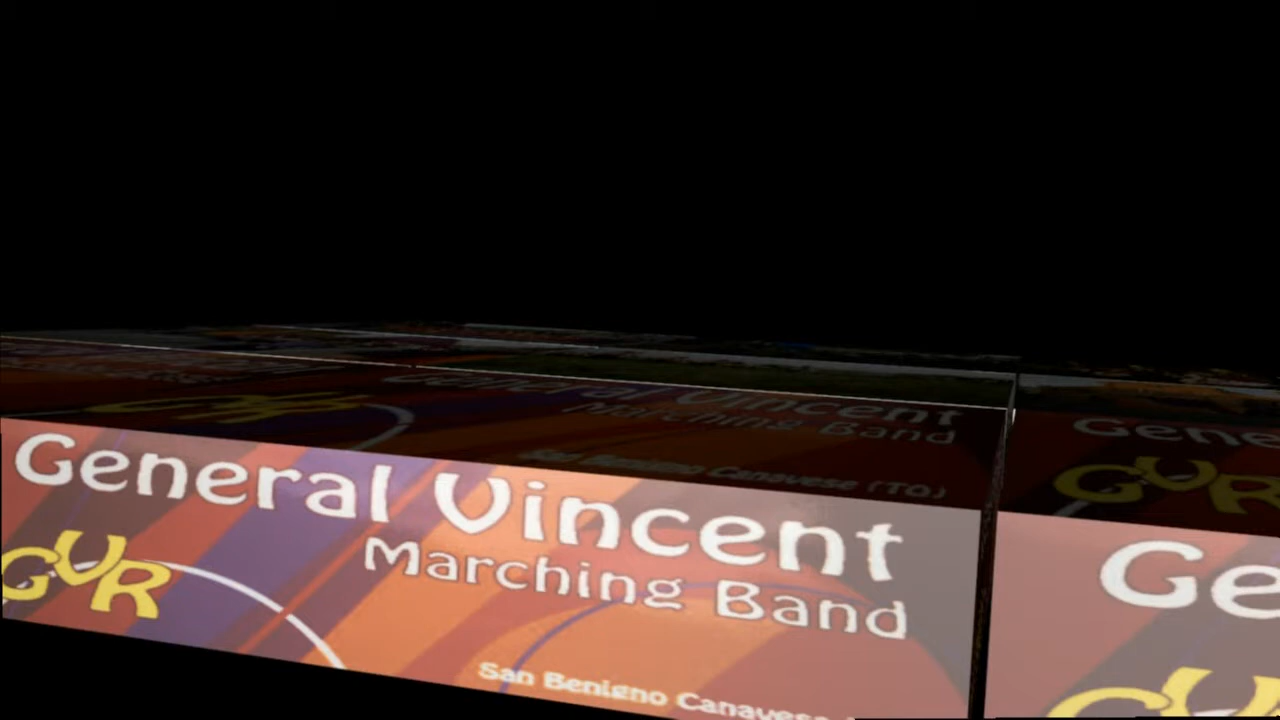 General Vincent
Marching Band
San Benigno Canavese (TO)
Gene
GVR
General Vincent
Marching Band
GVR
San Benigno Canavese
Ge
GVR